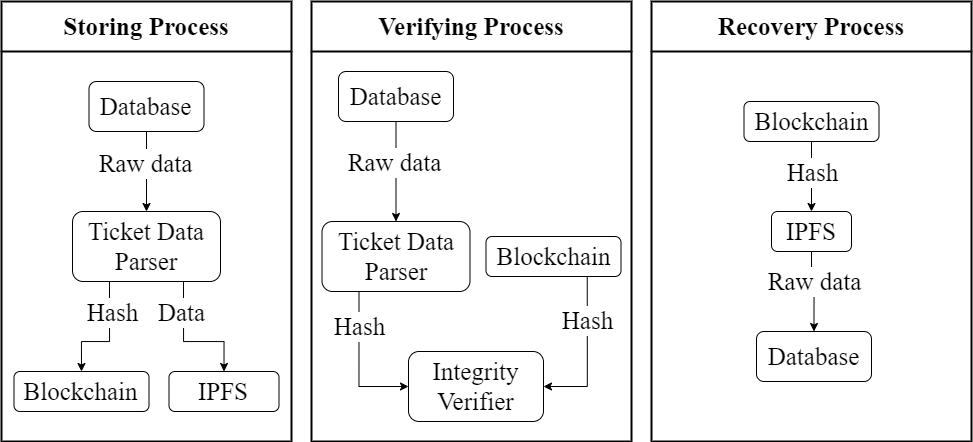 Storing Process
Database
Raw data
Ticket Data
Parser
Hash
Data
Blockchain
IPFS
Verifying Process
Database
Raw data
Ticket Data
Parser
Blockchain
Hash
Hash
Integrity
Verifier
Recovery Process
Blockchain
Hash
IPFS
Raw data
Database